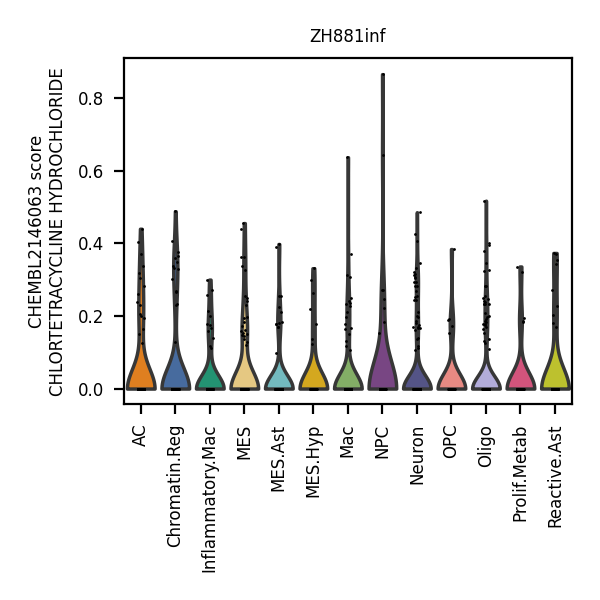 ZH881inf
CHEMBL2146063 score
CHLORTETRACYCLINE HYDROCHLORIDE
0.8
0.6
0.4
0.2
0.0
AC
Chromatin.Reg
Inflammatory.Mac
MES
MES.Ast
MES.Hyp
Mac
NPC
Neuron
OPC
Oligo
Prolif.Metab
Reactive.Ast